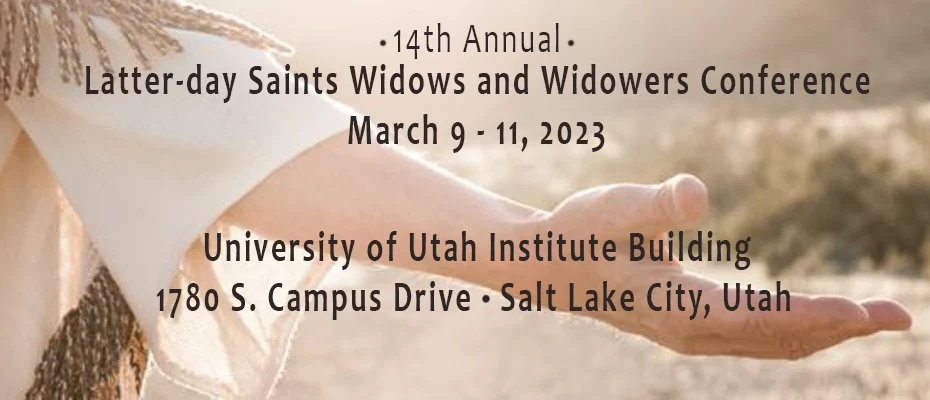 •14th Annual•
Latter-day Saints Widows and Widowers Conference
March 9 - 11, 2023
University of Utah Institute Building
1780 S. Campus Drive • Salt Lake City, Utah